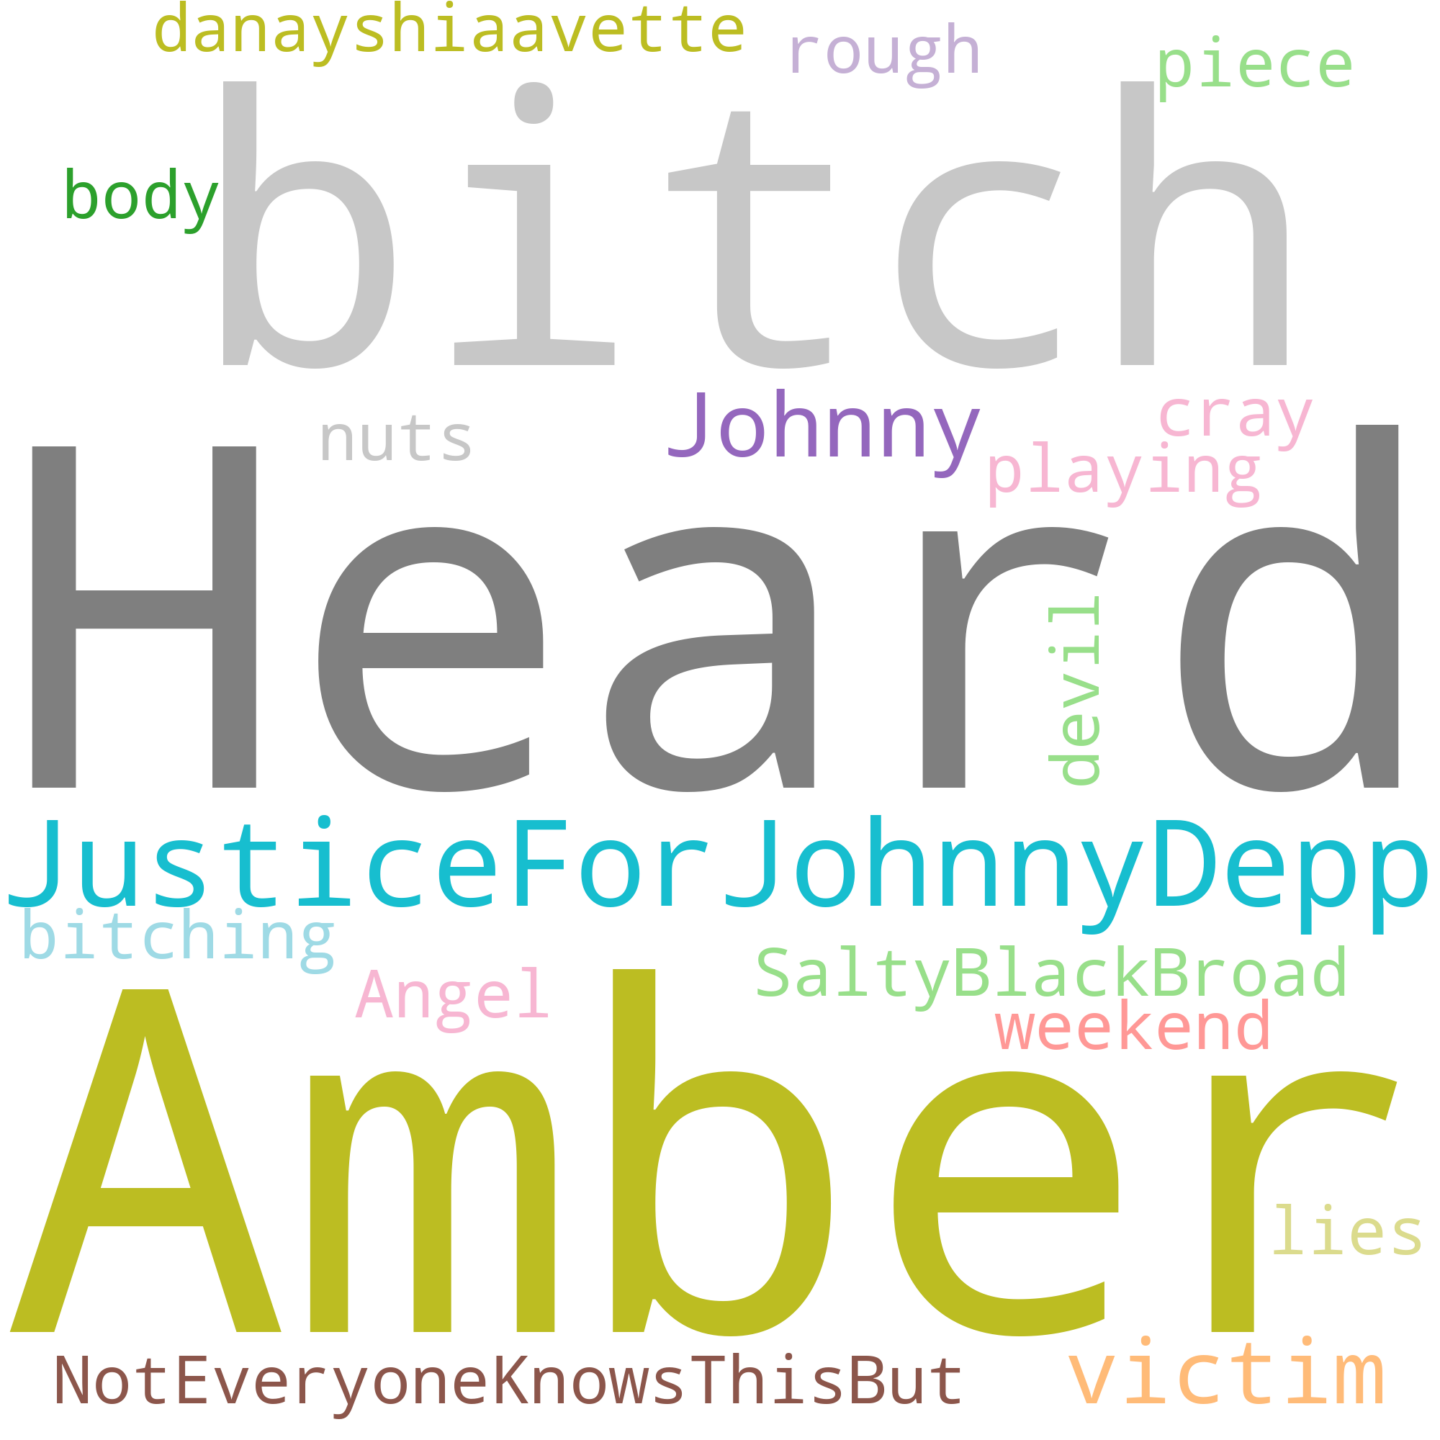 danayshiaavette
rough
piece
bitch
body
Johnny
cray
nuts
playing
Heard
devil
JusticeForJohnnyDepp
bitching
SaltyBlackBroad
Angel
weekend
Amber
lies
NotEveryoneKnowsThisBut
victim